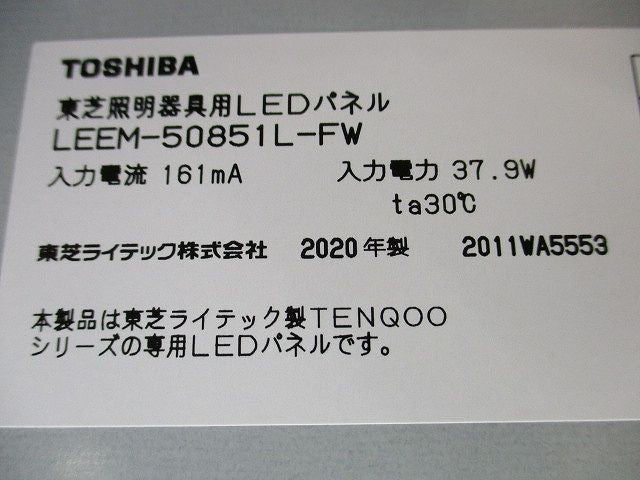 TOSHIBA
東芝照明器具用LEDパネル
LEEM-50851L-FW
入力電流 161mA 入力電力 37.9W
ta30℃
東芝ライテック株式会社 2020年製 2011WA5553
本製品は東芝ライテック製TENQOO
シリーズの専用LEDパネルです。